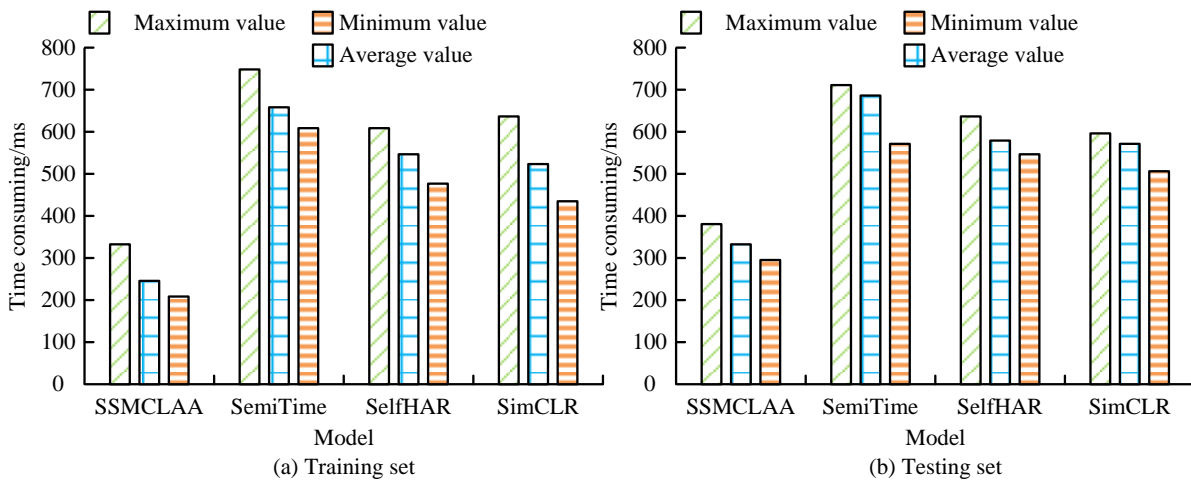 Maximum value
Minimum value
Average value
800
700
600
500
400
300
200
100
0
Time consuming/ms
SSMCLAA SemiTime SelfHAR SimCLR
Model
(a) Training set
Maximum value
Minimum value
Average value
800
700
600
500
400
300
200
100
0
Time consuming/ms
SSMCLAA SemiTime SelfHAR SimCLR
Model
(b) Testing set